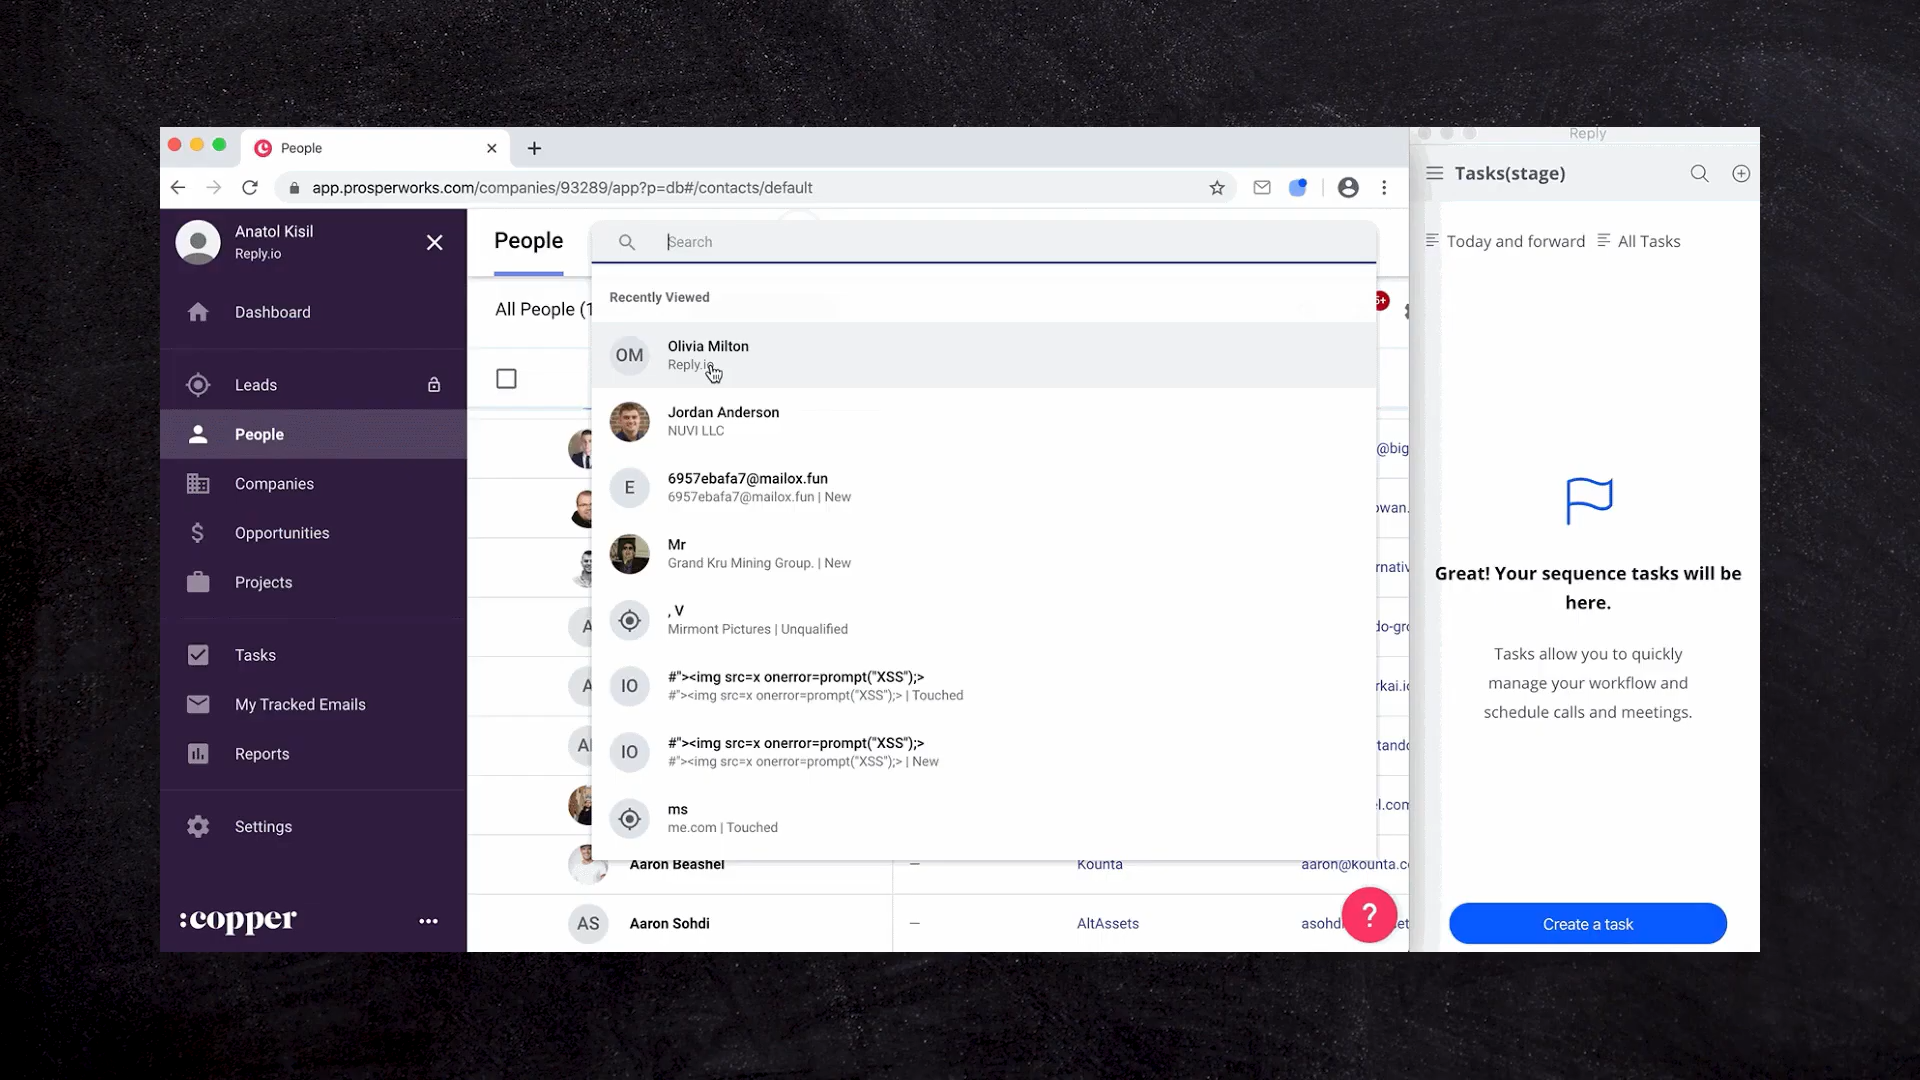 People
app.prosperworks.com/companies/93289/app?p=db#/contacts/default
Anatol Kisil
Reply.io
Dashboard
Leads
People
Companies
Opportunities
Projects
Tasks
My Tracked Emails
Reports
Settings
:copper
People
Search
All People (1
5+
Recently Viewed
OM
Olivia Milton
Jordan Anderson
NUVI LLC
E
6957ebafa7@mailox.fun
6957ebafa7@mailox.fun | New
Mr
Grand Kru Mining Group. | New
, V
Mirmont Pictures | Unqualified
IO
#"><img src=x onerror=prompt("XSS");>
#"><img src=x onerror=prompt("XSS");> | Touched
IO
#"><img src=x onerror=prompt("XSS");>
#"><img src=x onerror=prompt("XSS");> | New
ms
me.com | Touched
@big
Aaron Beashel
—
Kounta
AS
Aaron Sohdi
—
AltAssets
?
Reply
Tasks(stage)
Today and forward
All Tasks
Great! Your sequence tasks will be
here.
Tasks allow you to quickly
manage your workflow and
schedule calls and meetings.
Create a task